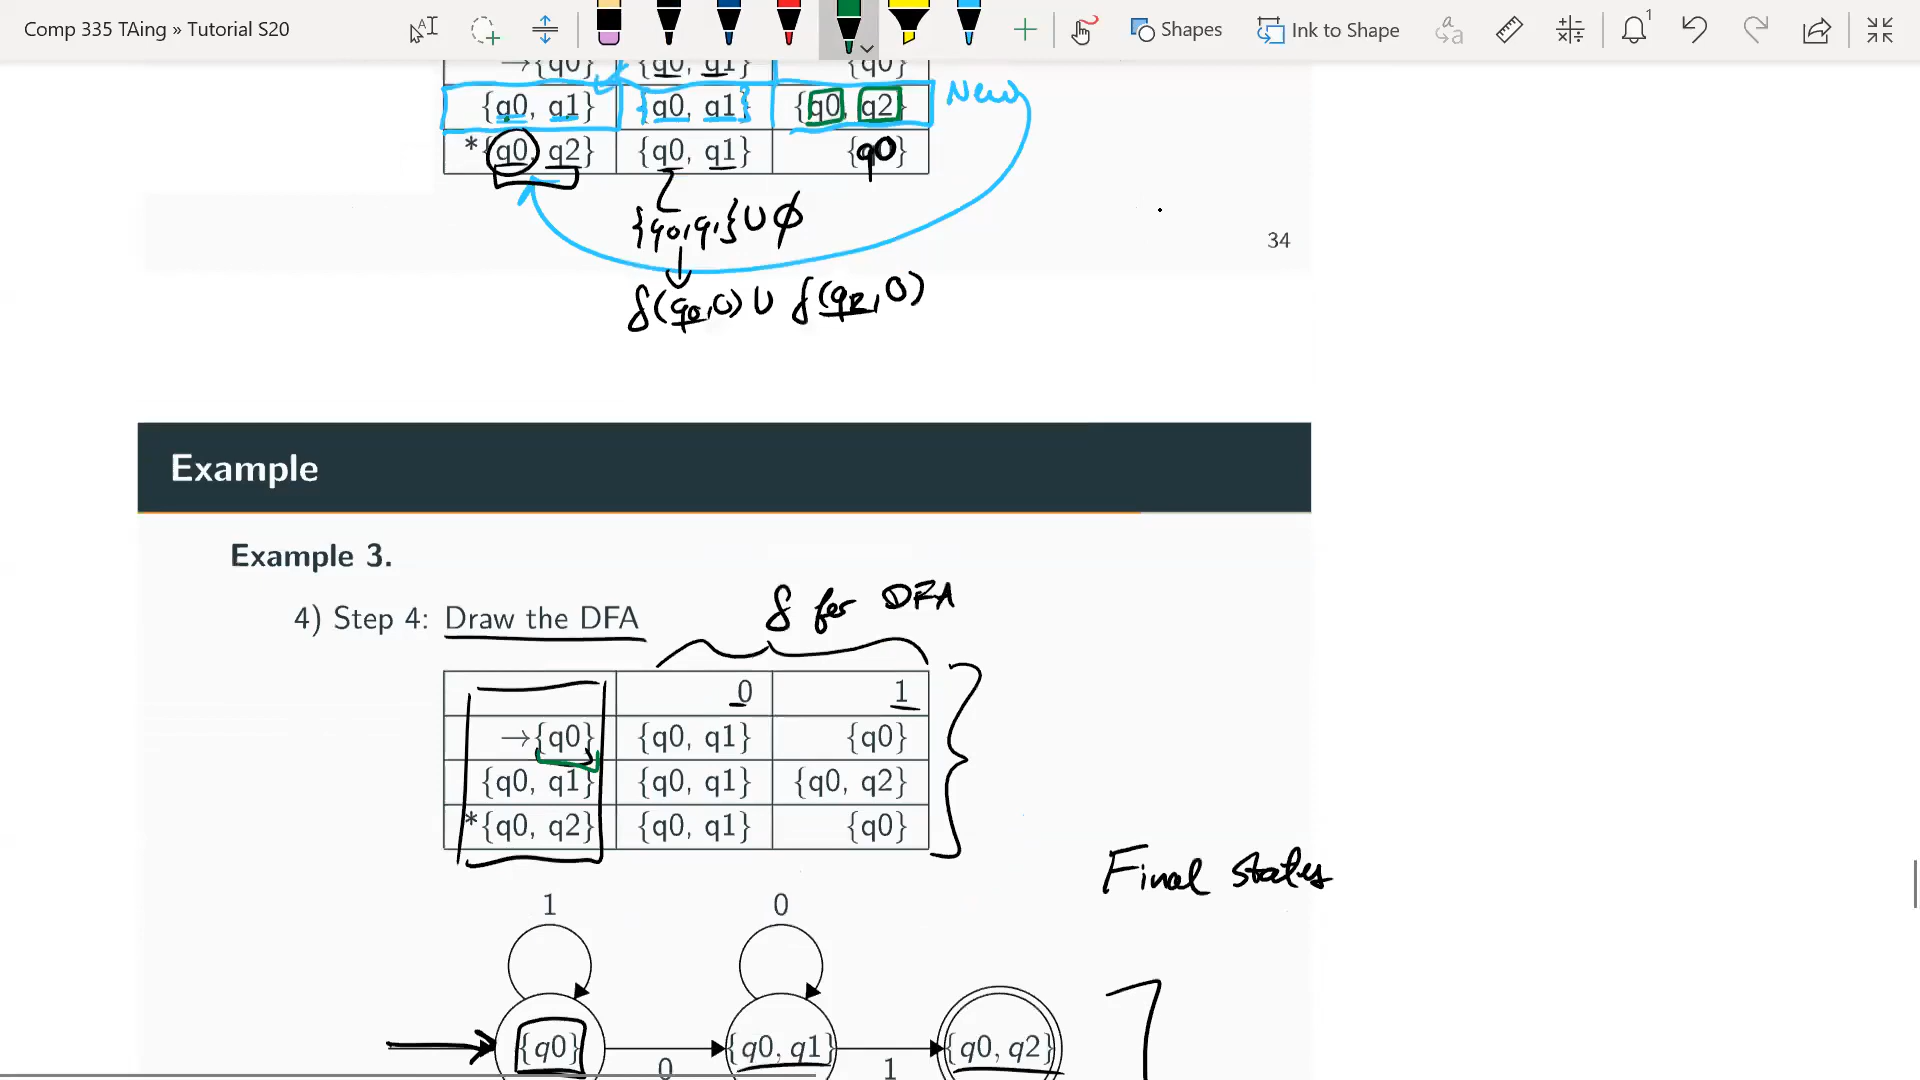 Comp 335 TAing » Tutorial S20
Shapes
Ink to Shape
1
→{q0} {q0, q1} {q0}
{q0, q1} {q0, q1} {q0 q2} New
*{q0, q2} {q0, q1} {q0}
{q0,q1}∪∅
34
δ(q0,0) ∪ δ(q2,0)
Example
Example 3.
δ for DFA
4) Step 4: Draw the DFA
0 1
→{q0} {q0, q1} {q0}
{q0, q1} {q0, q1} {q0, q2}
*{q0, q2} {q0, q1} {q0}
Final states
1 0
{q0} {q0, q1} {q0, q2}
0 1